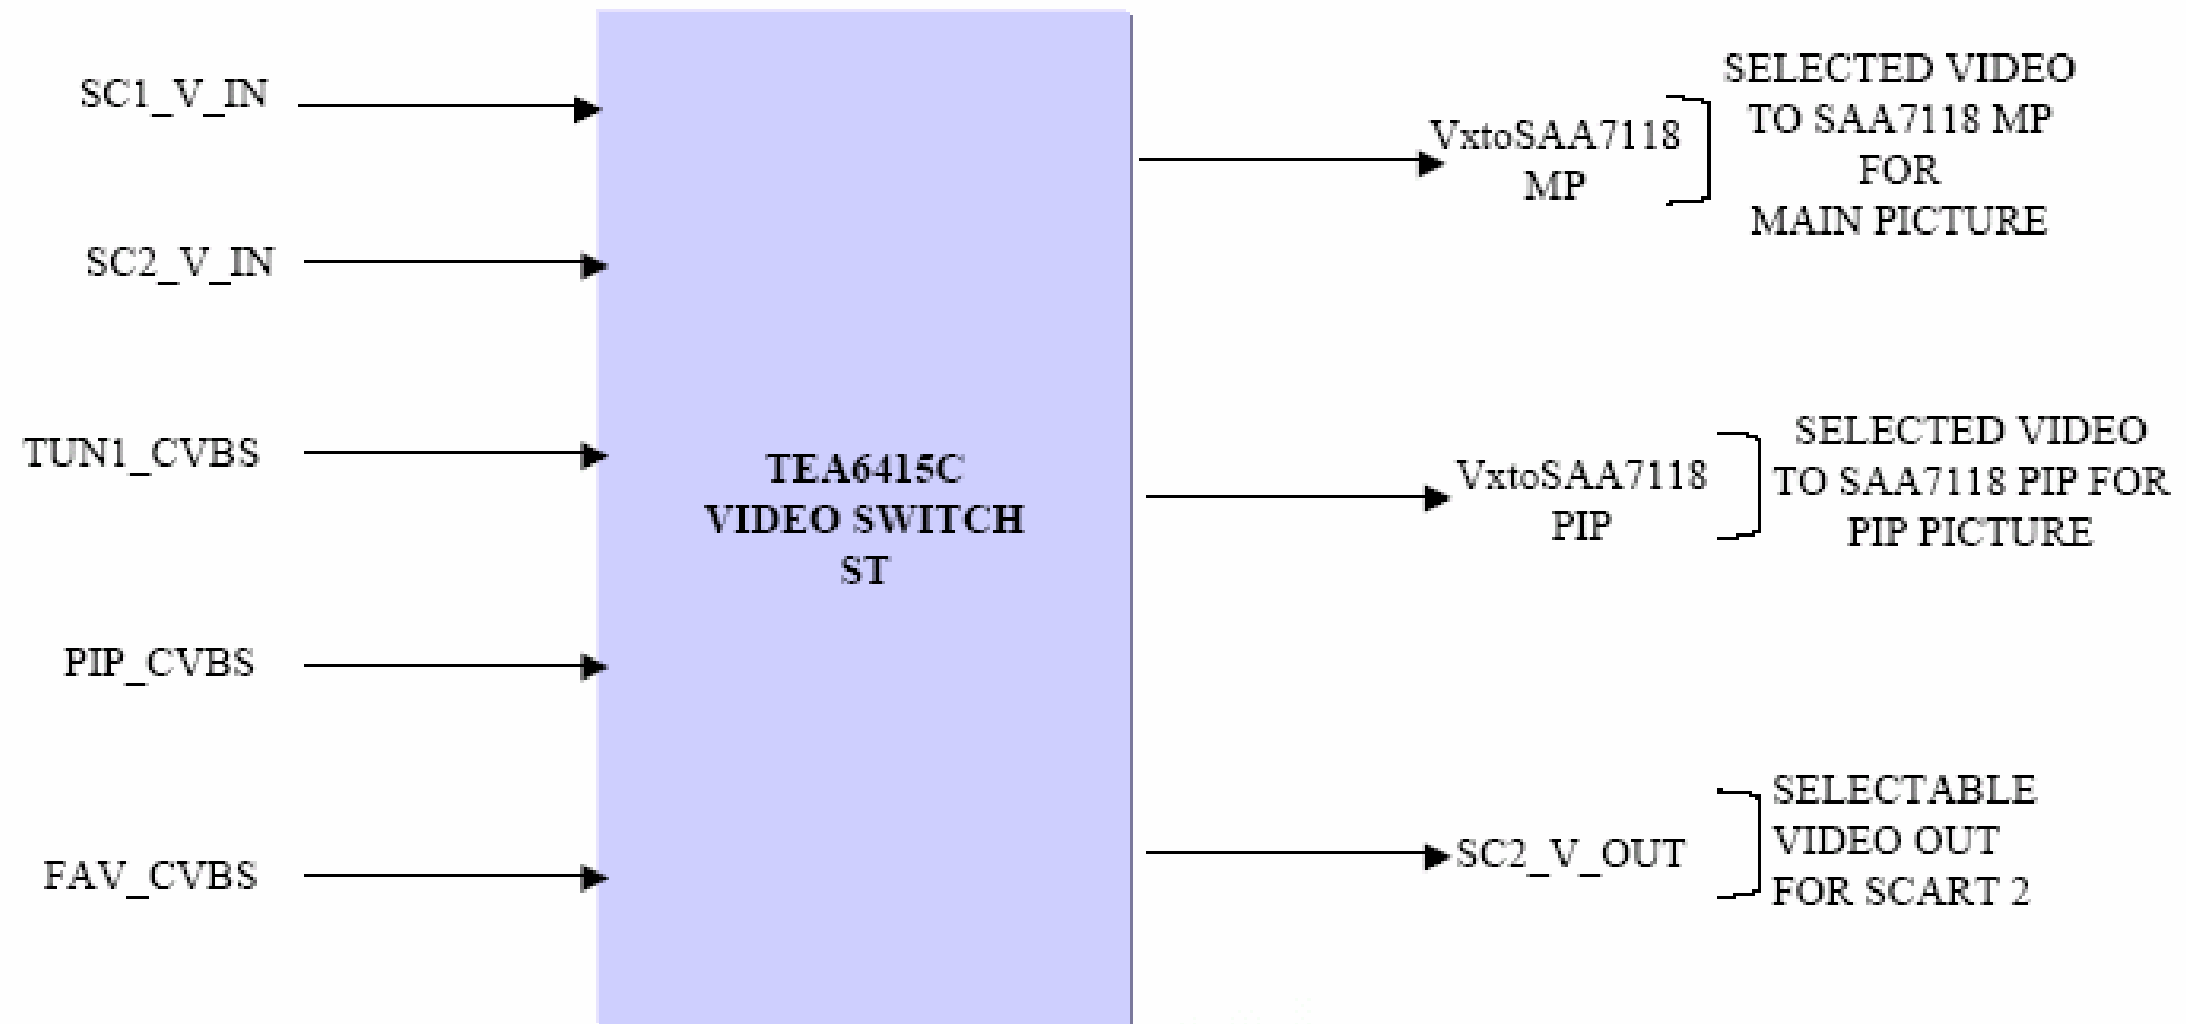 SC1_V_IN
SC2_V_IN
TUN1_CVBS
PIP_CVBS
FAV_CVBS
TEA6415C
VIDEO SWITCH
ST
VxtoSAA7118
MP
SELECTED VIDEO
TO SAA7118 MP
FOR
MAIN PICTURE
VxtoSAA7118
PIP
SELECTED VIDEO
TO SAA7118 PIP FOR
PIP PICTURE
SC2_V_OUT
SELECTABLE
VIDEO OUT
FOR SCART 2